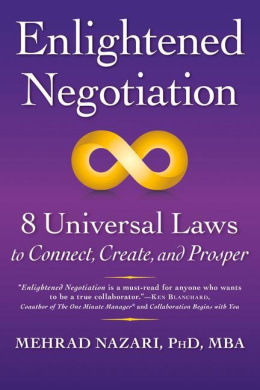 Enlightened
Negotiation
8 Universal Laws
to Connect, Create, and Prosper
"Enlightened Negotiation is a must-read for anyone who wants
to be a true collaborator."—Ken Blanchard,
Coauthor of The One Minute Manager® and Collaboration Begins with You
Mehrad Nazari, PhD, MBA